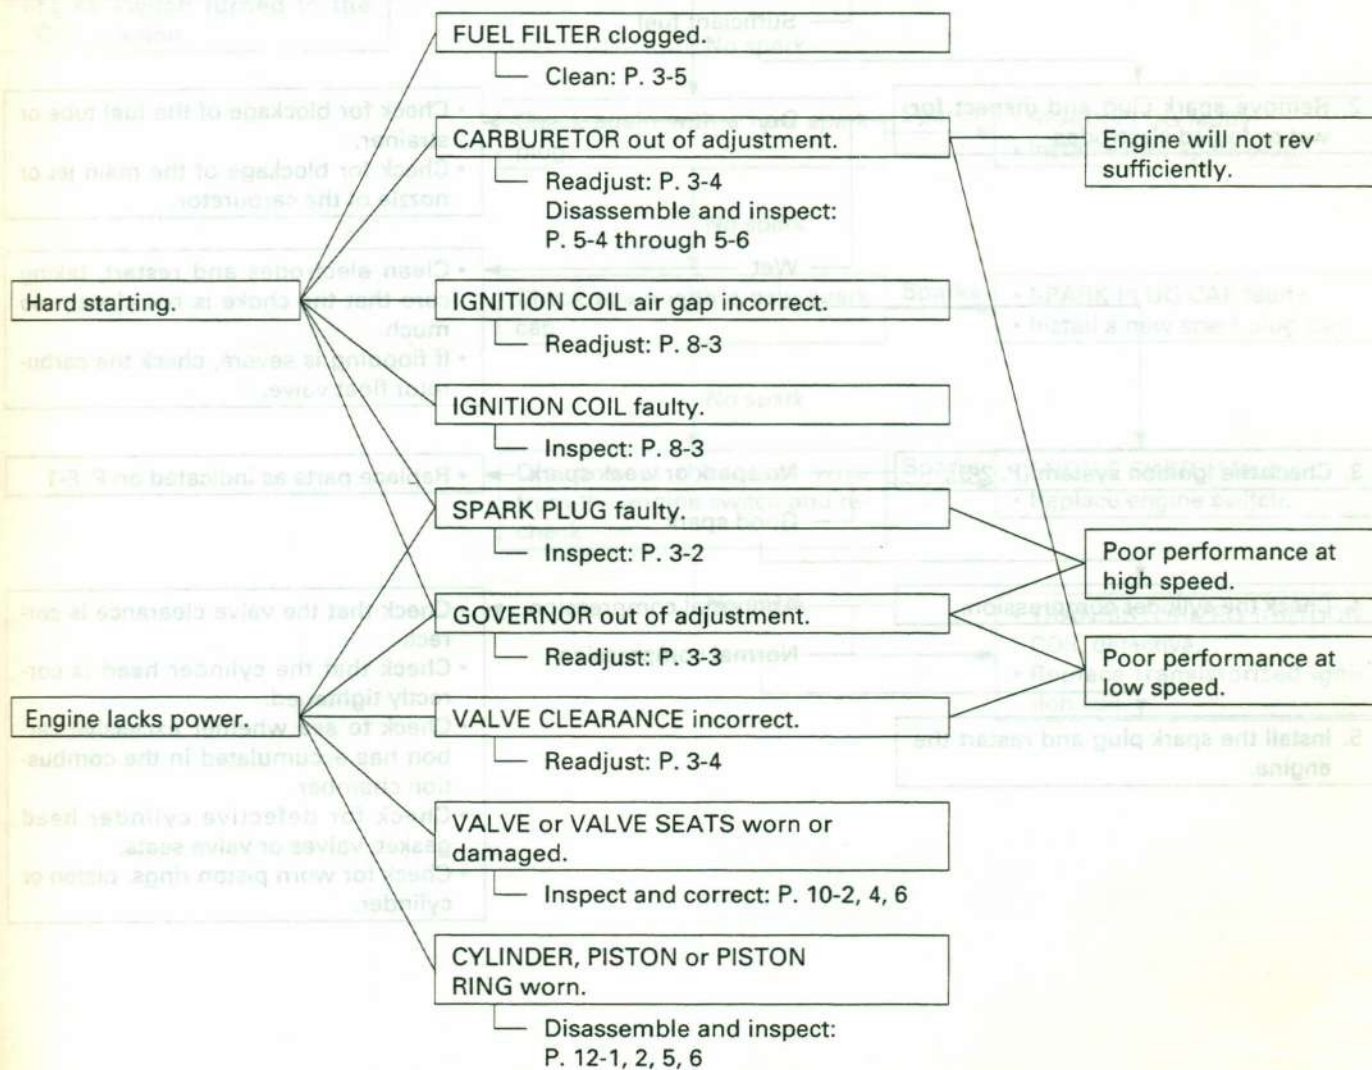 FUEL FILTER clogged.
Clean: P. 3-5
CARBURETOR out of adjustment.
Readjust: P. 3-4
Disassemble and inspect:
P. 5-4 through 5-6
Engine will not rev
sufficiently.
Hard starting.
IGNITION COIL air gap incorrect.
Readjust: P. 8-3
IGNITION COIL faulty.
Inspect: P. 8-3
SPARK PLUG faulty.
Inspect: P. 3-2
Poor performance at
high speed.
GOVERNOR out of adjustment.
Readjust: P. 3-3
Poor performance at
low speed.
Engine lacks power.
VALVE CLEARANCE incorrect.
Readjust: P. 3-4
VALVE or VALVE SEATS worn or
damaged.
Inspect and correct: P. 10-2, 4, 6
CYLINDER, PISTON or PISTON
RING worn.
Disassemble and inspect:
P. 12-1, 2, 5, 6